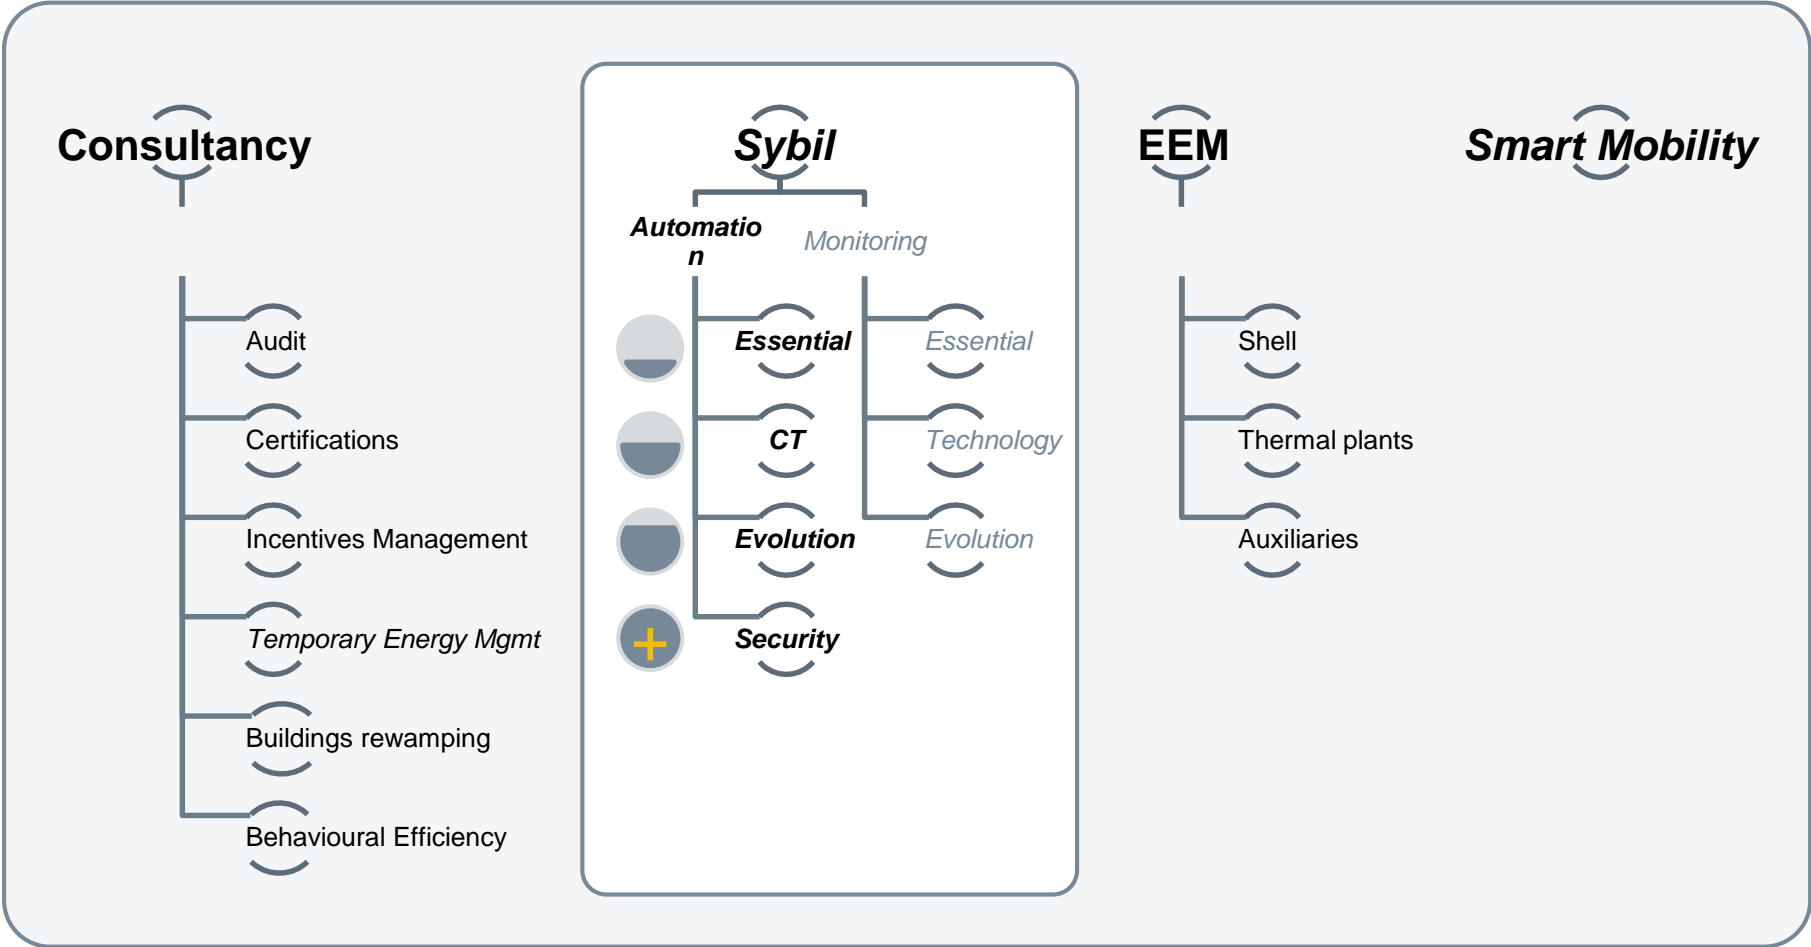 Consultancy
Audit
Certifications
Incentives Management
Temporary Energy Mgmt
Buildings rewamping
Behavioural Efficiency
Sybil
Automatio
n
Essential
CT
Evolution
Security
Monitoring
Essential
Technology
Evolution
EEM
Shell
Thermal plants
Auxiliaries
Smart Mobility